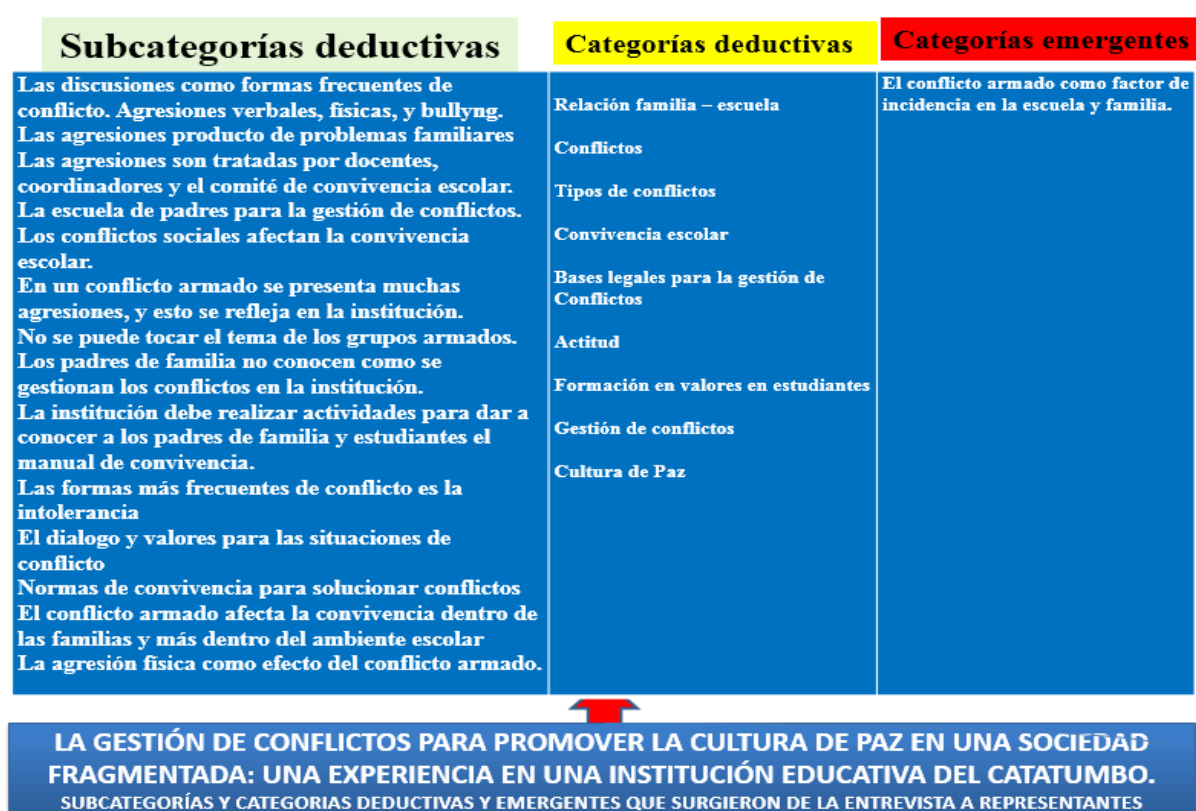 Subcategorías deductivas
Categorías deductivas
Categorías emergentes
Las discusiones como formas frecuentes de
conflicto. Agresiones verbales, físicas, y bullyng.
Las agresiones producto de problemas familiares
Las agresiones son tratadas por docentes,
coordinadores y el comité de convivencia escolar.
La escuela de padres para la gestión de conflictos.
Los conflictos sociales afectan la convivencia
escolar.
En un conflicto armado se presenta muchas
agresiones, y esto se refleja en la institución.
No se puede tocar el tema de los grupos armados.
Los padres de familia no conocen como se
gestionan los conflictos en la institución.
La institución debe realizar actividades para dar a
conocer a los padres de familia y estudiantes el
manual de convivencia.
Las formas más frecuentes de conflicto es la
intolerancia
El dialogo y valores para las situaciones de
conflicto
Normas de convivencia para solucionar conflictos
El conflicto armado afecta la convivencia dentro de
las familias y más dentro del ambiente escolar
La agresión física como efecto del conflicto armado.
Relación familia – escuela
Conflictos
Tipos de conflictos
Convivencia escolar
Bases legales para la gestión de
Conflictos
Actitud
Formación en valores en estudiantes
Gestión de conflictos
Cultura de Paz
El conflicto armado como factor de
incidencia en la escuela y familia.
LA GESTIÓN DE CONFLICTOS PARA PROMOVER LA CULTURA DE PAZ EN UNA SOCIEDAD
FRAGMENTADA: UNA EXPERIENCIA EN UNA INSTITUCIÓN EDUCATIVA DEL CATATUMBO.
SUBCATEGORÍAS Y CATEGORIAS DEDUCTIVAS Y EMERGENTES QUE SURGIERON DE LA ENTREVISTA A REPRESENTANTES